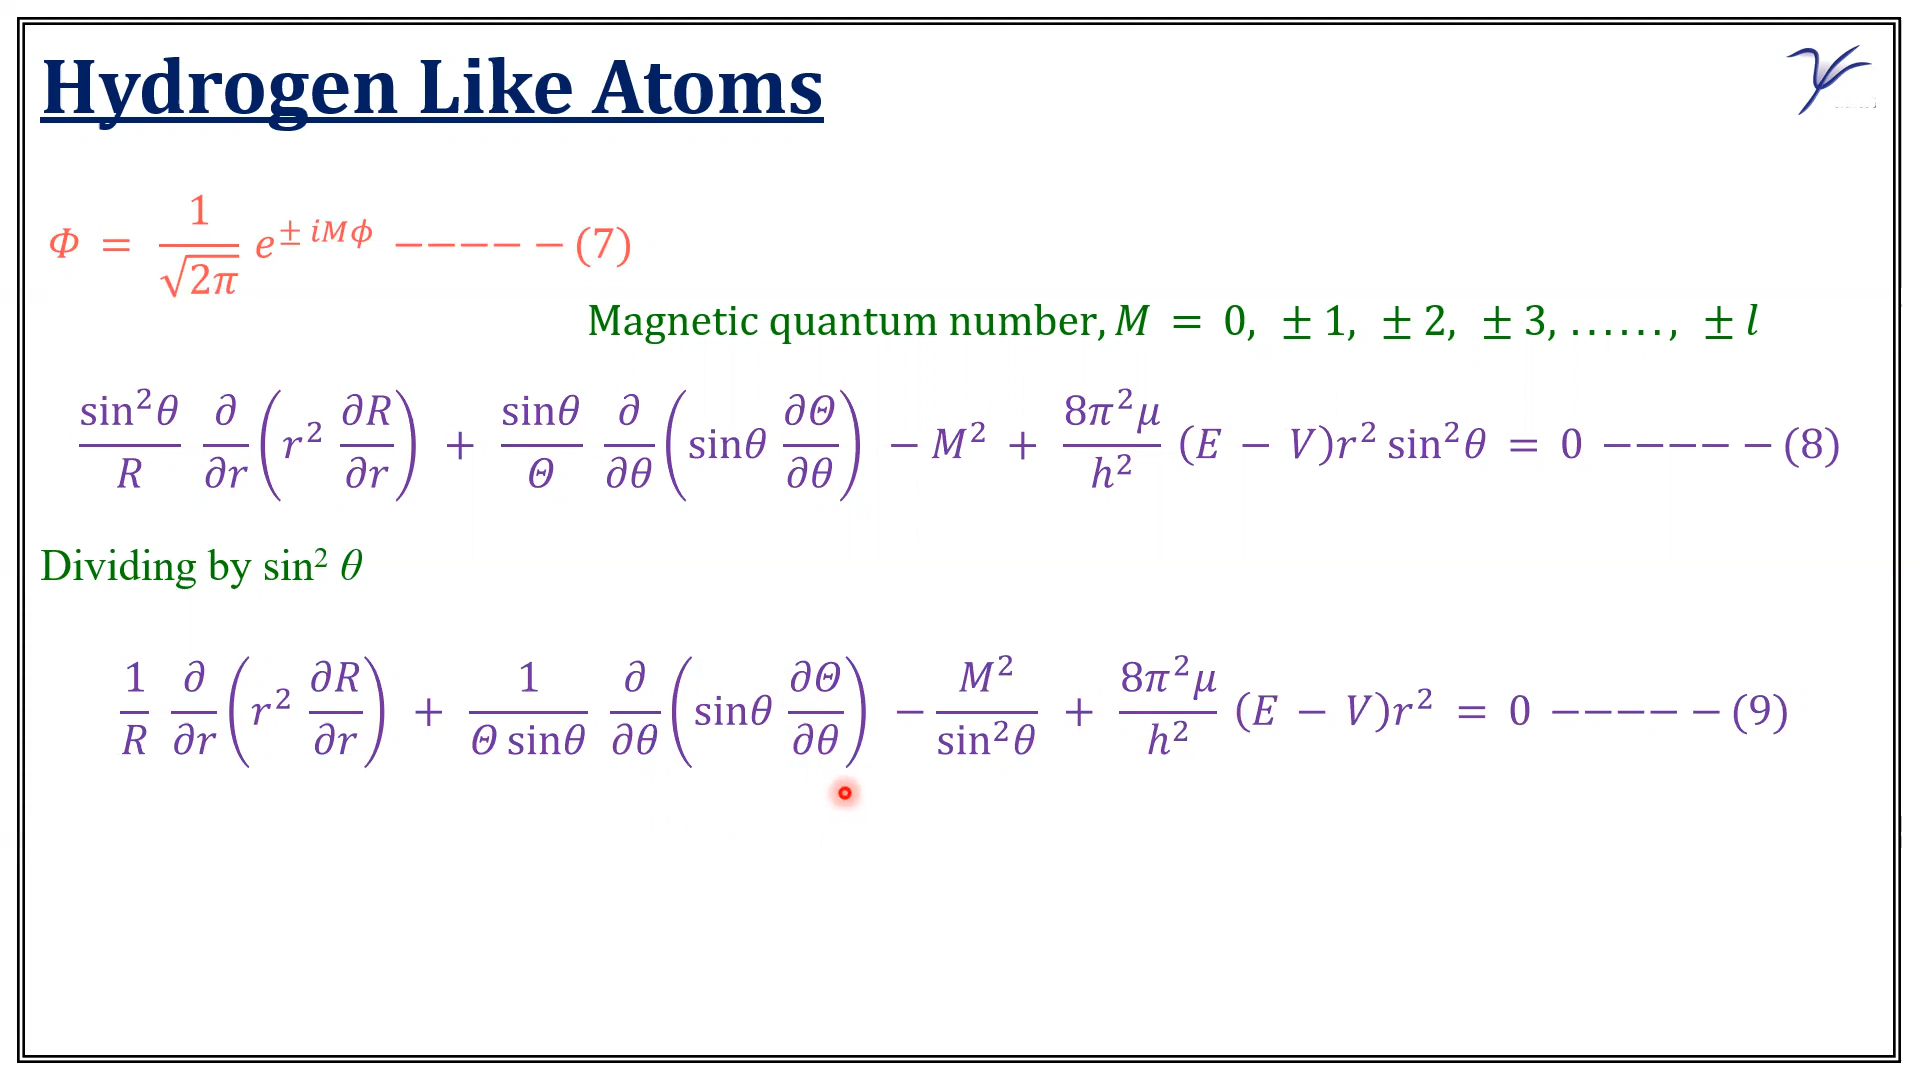 Hydrogen Like Atoms
Φ = 1/√2π e^{± iMϕ} −−−−−(7)
Magnetic quantum number, M = 0, ± 1, ± 2, ± 3, ……, ± l
sin²θ/R ∂/∂r (r² ∂R/∂r) + sinθ/Θ ∂/∂θ (sinθ ∂Θ/∂θ) − M² + 8π²μ/h² (E − V)r² sin²θ = 0 −−−−−(8)
Dividing by sin² θ
1/R ∂/∂r (r² ∂R/∂r) + 1/Θ sinθ ∂/∂θ (sinθ ∂Θ/∂θ) − M²/sin²θ + 8π²μ/h² (E − V)r² = 0 −−−−−(9)